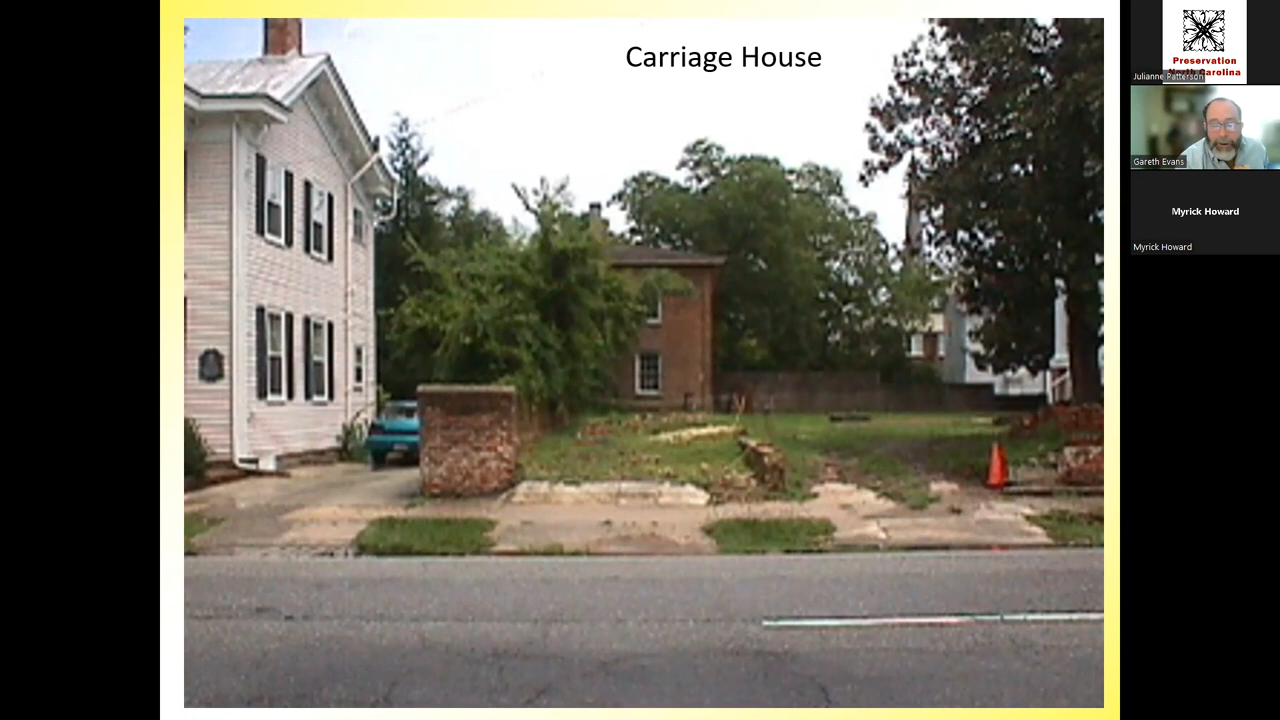 Carriage House
Preservation
North Carolina
Julianne Patterson
Gareth Evans
Myrick Howard
Myrick Howard